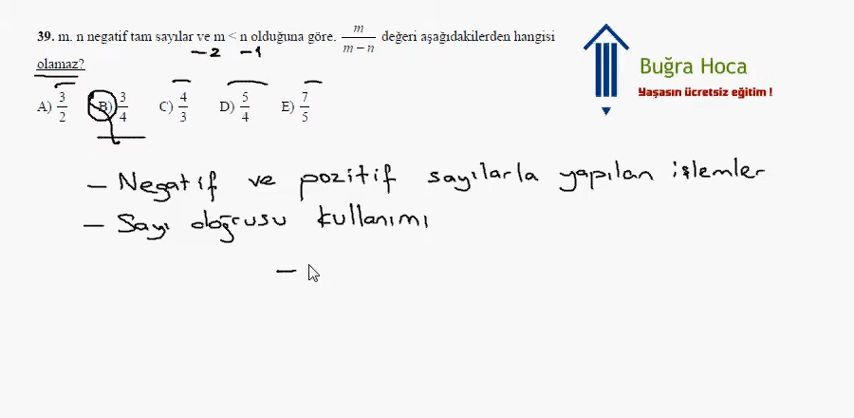 39. m. n negatif tam sayılar ve m < n olduğuna göre. m/(m − n) değeri aşağıdakilerden hangisi
−2 −1
olamaz?
A) 3/2 B) 3/4 C) 4/3 D) 5/4 E) 7/5
Buğra Hoca
Yaşasın ücretsiz eğitim !
– Negatif ve pozitif sayılarla yapılan işlemler
– Sayı doğrusu kullanımı
–